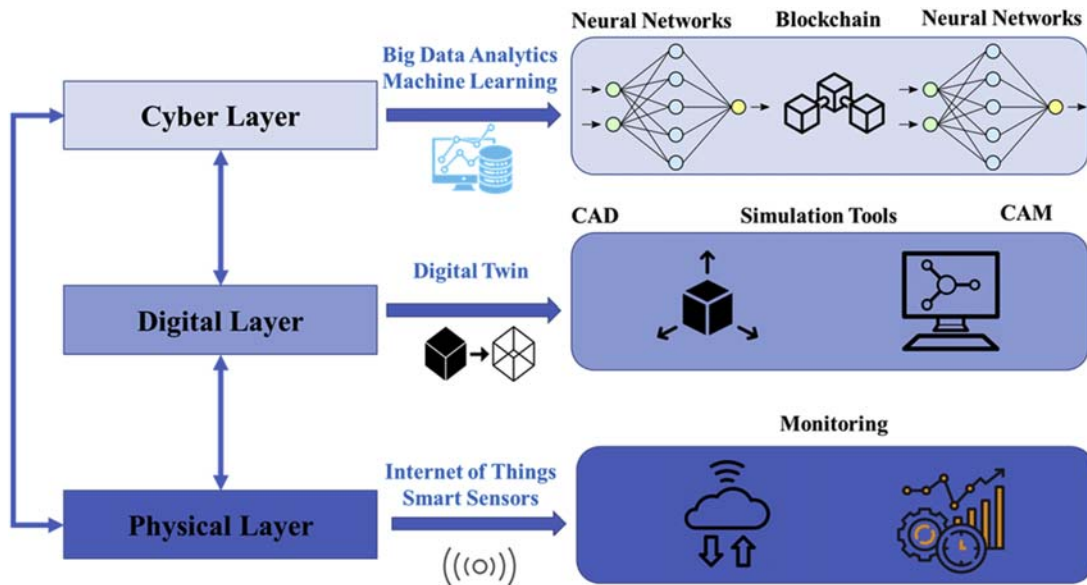 Neural Networks
Blockchain
Neural Networks
Big Data Analytics
Machine Learning
Cyber Layer
CAD
Simulation Tools
CAM
Digital Twin
Digital Layer
Monitoring
Internet of Things
Smart Sensors
Physical Layer